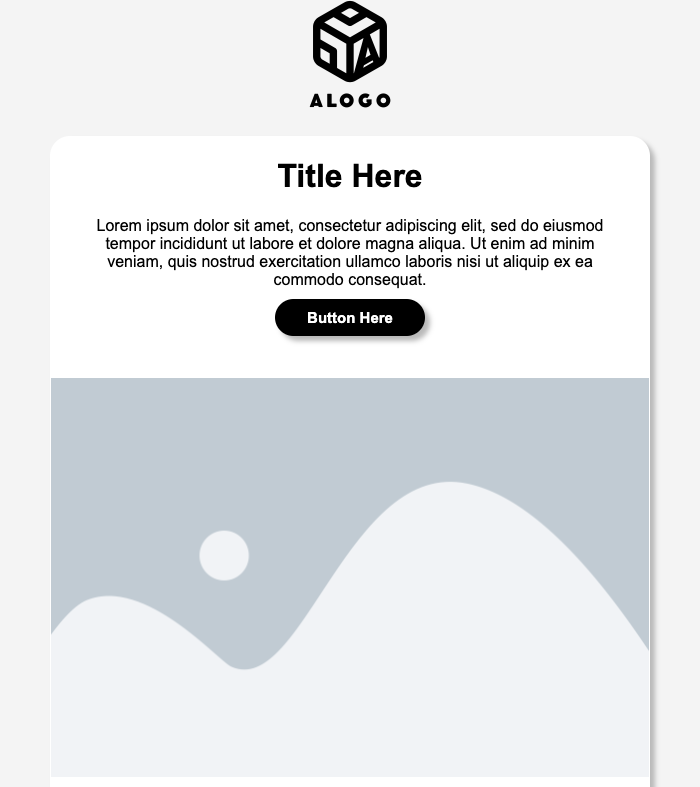 ALOGO
Title Here
Lorem ipsum dolor sit amet, consectetur adipiscing elit, sed do eiusmod
tempor incididunt ut labore et dolore magna aliqua. Ut enim ad minim
veniam, quis nostrud exercitation ullamco laboris nisi ut aliquip ex ea
commodo consequat.
Button Here